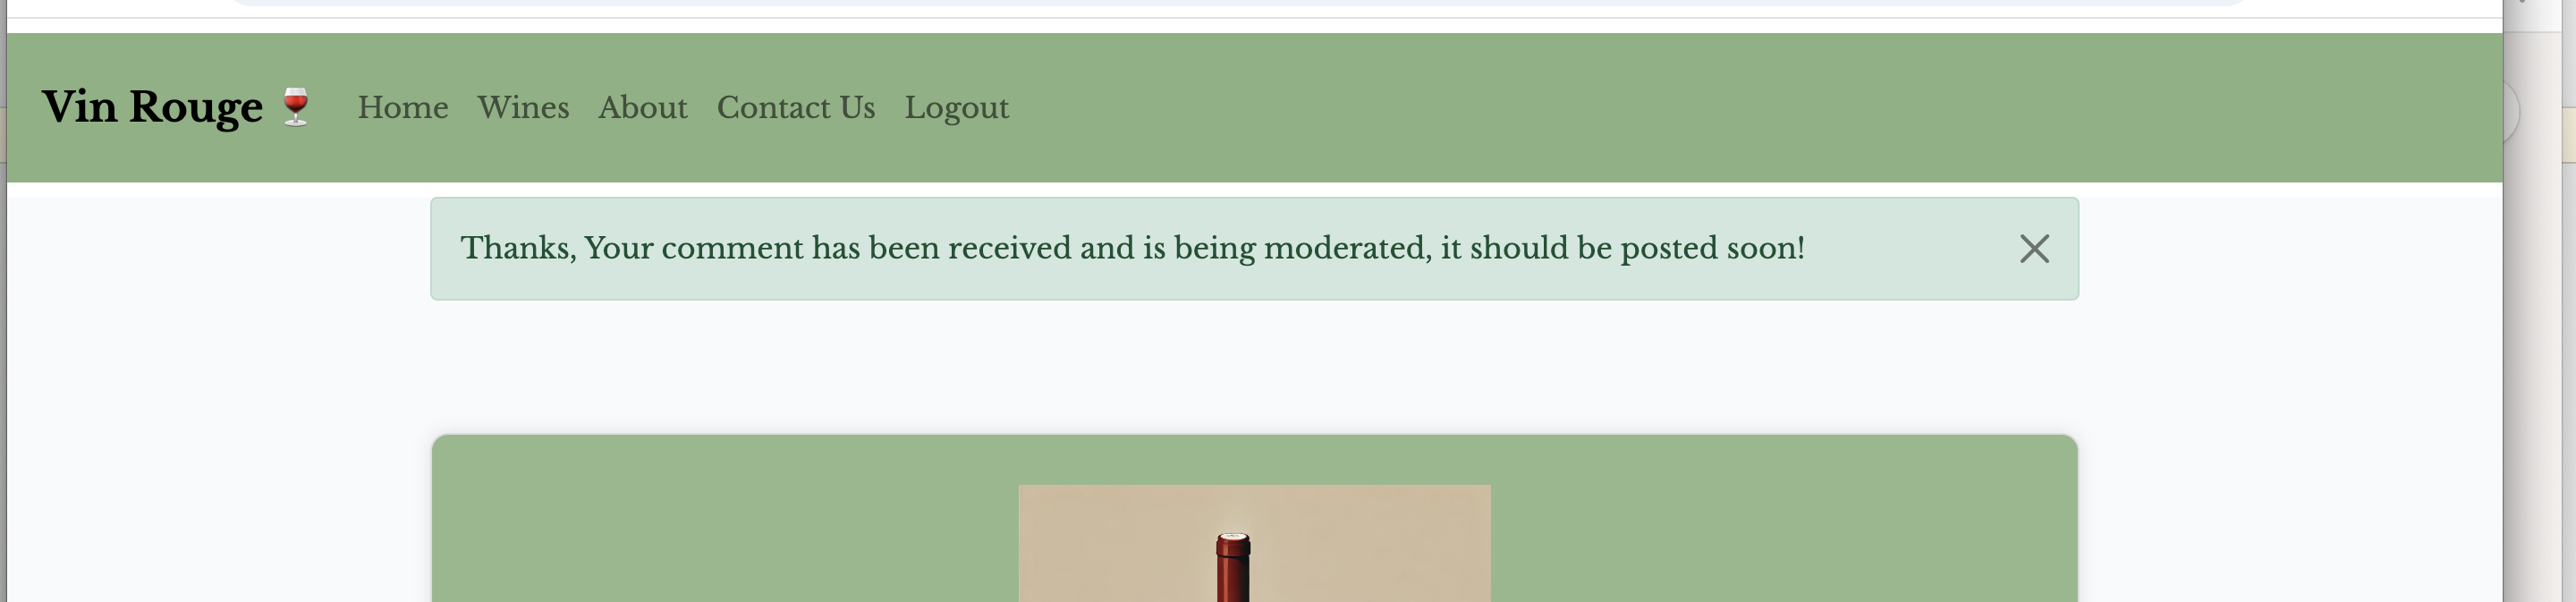 Vin Rouge 🍷 Home Wines About Contact Us Logout
Thanks, Your comment has been received and is being moderated, it should be posted soon!